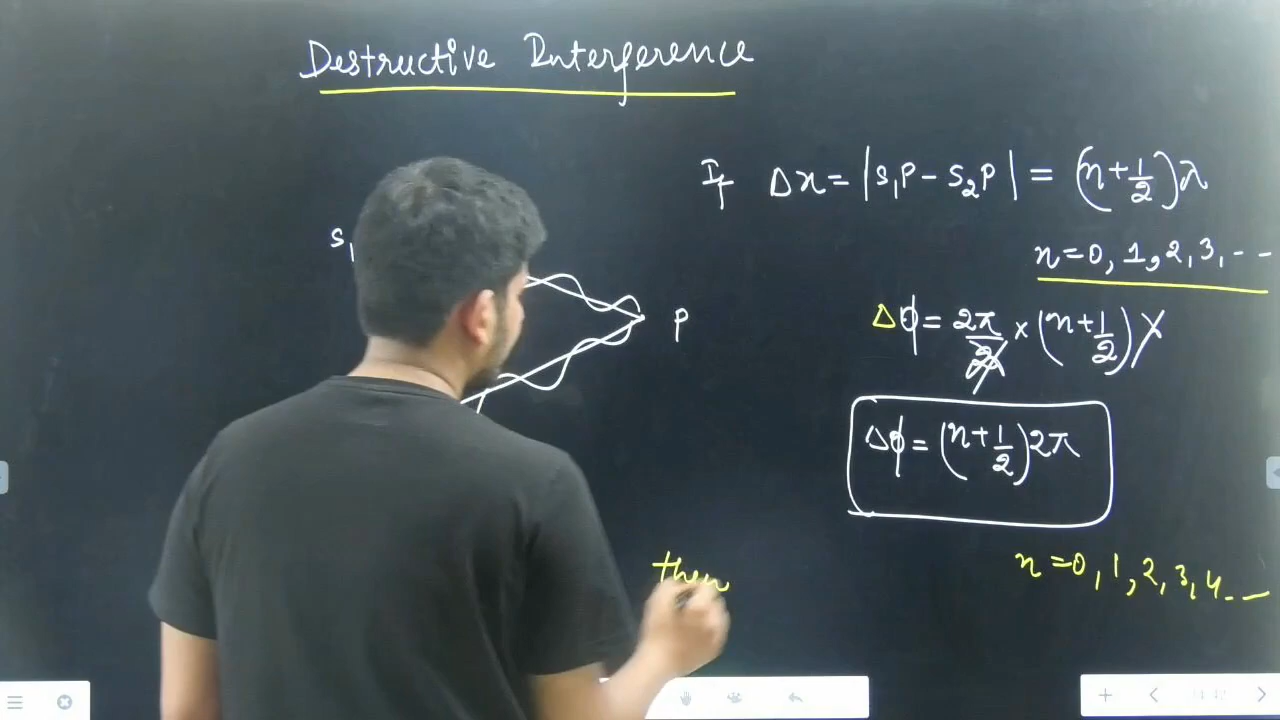 Destructive Interference
If Δx = |S₁P - S₂P| = (n+1/2)λ
S₁
n=0, 1, 2, 3, --
P
Δϕ = 2π/λ × (n+1/2)λ
Δϕ = (n+1/2)2π
then
n=0, 1, 2, 3, 4 --